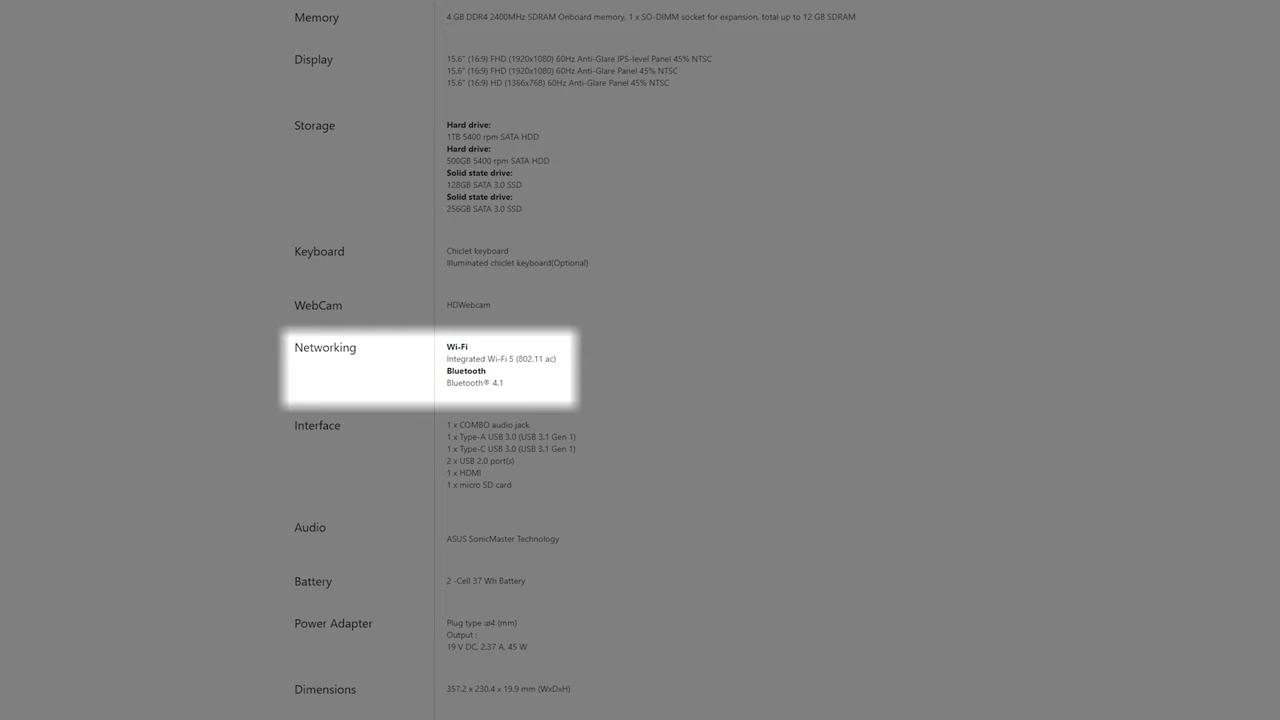 Memory
4 GB DDR4 2400MHz SDRAM Onboard memory, 1 x SO-DIMM socket for expansion, total up to 12 GB SDRAM
Display
15.6" (16:9) FHD (1920x1080) 60Hz Anti-Glare IPS-level Panel 45% NTSC
15.6" (16:9) FHD (1920x1080) 60Hz Anti-Glare Panel 45% NTSC
15.6" (16:9) HD (1366x768) 60Hz Anti-Glare Panel 45% NTSC
Storage
Hard drive:
1TB 5400 rpm SATA HDD
Hard drive:
500GB 5400 rpm SATA HDD
Solid state drive:
128GB SATA 3.0 SSD
Solid state drive:
256GB SATA 3.0 SSD
Keyboard
Chiclet keyboard
Illuminated chiclet keyboard(Optional)
WebCam
HDWebcam
Networking
Wi-Fi
Integrated Wi-Fi 5 (802.11 ac)
Bluetooth
Bluetooth® 4.1
Interface
1 x COMBO audio jack
1 x Type-A USB 3.0 (USB 3.1 Gen 1)
1 x Type-C USB 3.0 (USB 3.1 Gen 1)
2 x USB 2.0 port(s)
1 x HDMI
1 x micro SD card
Audio
ASUS SonicMaster Technology
Battery
2 -Cell 37 Wh Battery
Power Adapter
Plug type :ø4 (mm)
Output :
19 V DC, 2.37 A, 45 W
Dimensions
357.2 x 230.4 x 19.9 mm (WxDxH)